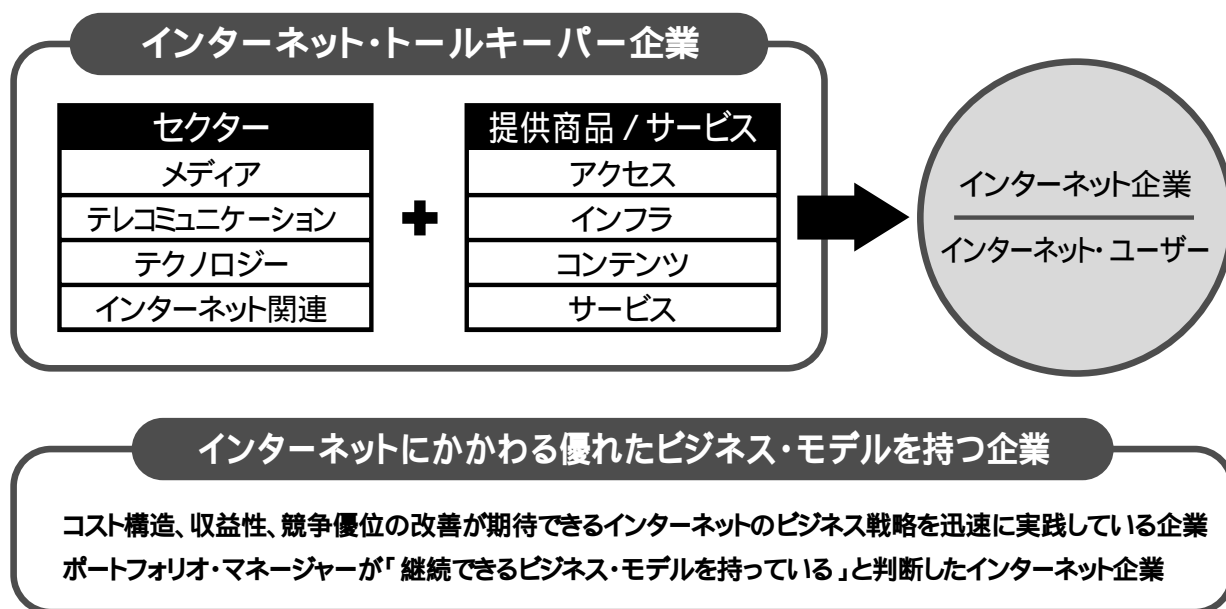 インターネット・トールキーパー企業
セクター
メディア
テレコミュニケーション
テクノロジー
インターネット関連
+
提供商品 / サービス
アクセス
インフラ
コンテンツ
サービス
インターネット企業
インターネット・ユーザー
インターネットにかかわる優れたビジネス・モデルを持つ企業
コスト構造、収益性、競争優位の改善が期待できるインターネットのビジネス戦略を迅速に実践している企業
ポートフォリオ・マネージャーが「継続できるビジネス・モデルを持っている」と判断したインターネット企業